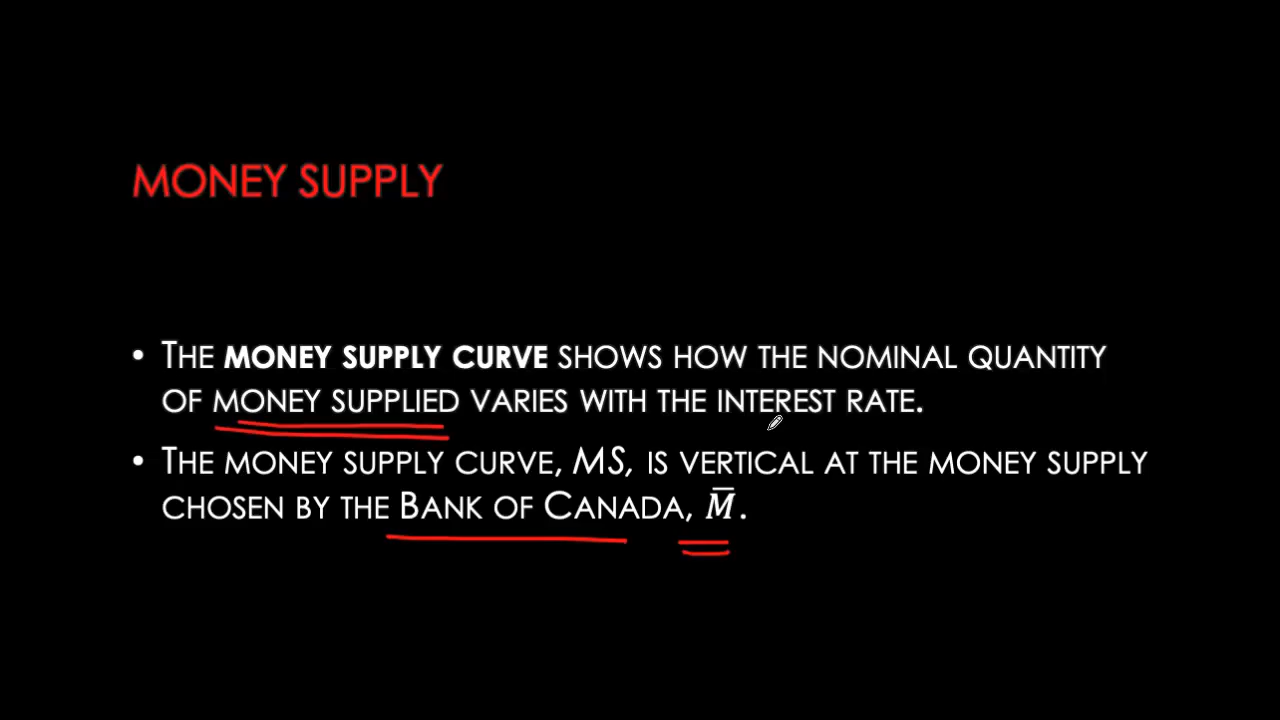 MONEY SUPPLY
• THE MONEY SUPPLY CURVE SHOWS HOW THE NOMINAL QUANTITY
OF MONEY SUPPLIED VARIES WITH THE INTEREST RATE.
• THE MONEY SUPPLY CURVE, MS, IS VERTICAL AT THE MONEY SUPPLY
CHOSEN BY THE BANK OF CANADA, M̅.